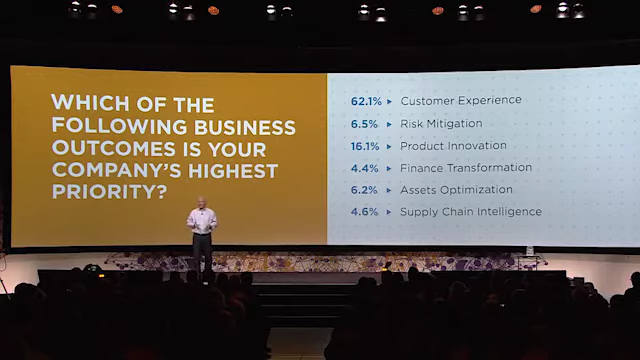 WHICH OF THE
FOLLOWING BUSINESS
OUTCOMES IS YOUR
COMPANY'S HIGHEST
PRIORITY?
62.1% ▸ Customer Experience
6.5% ▸ Risk Mitigation
16.1% ▸ Product Innovation
4.4% ▸ Finance Transformation
6.2% ▸ Assets Optimization
4.6% ▸ Supply Chain Intelligence